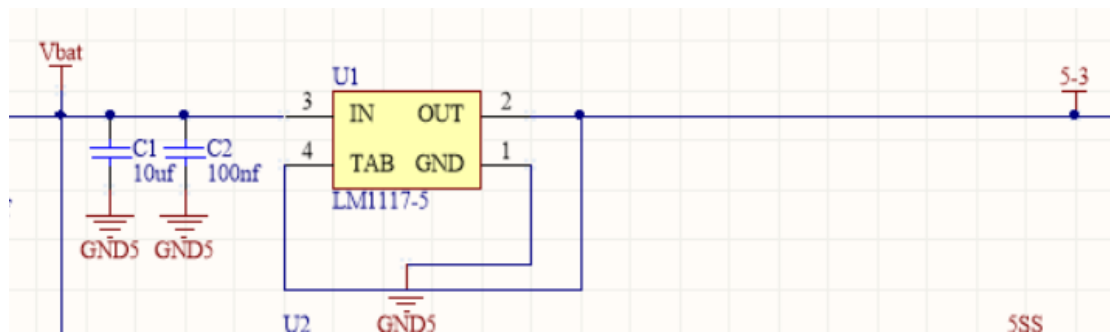 Vbat
U1
5-3
3 IN OUT 2
4 TAB GND 1
C1 C2
10uf 100nf
LM1117-5
GND5 GND5
U2 GND5 5SS